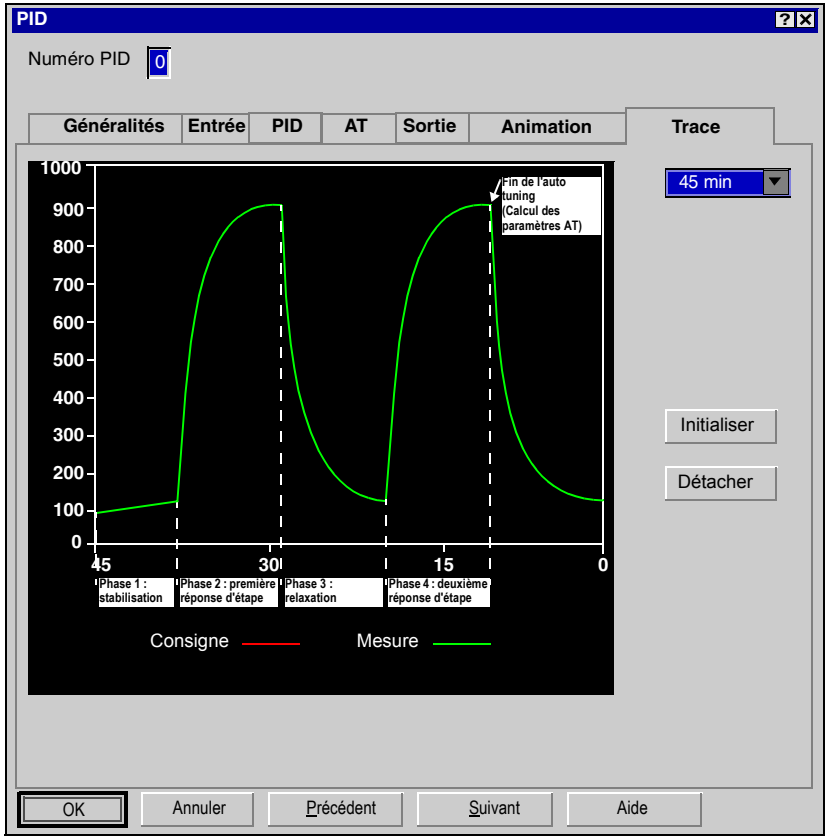 PID
? X
Numéro PID 0
Généralités Entrée PID AT Sortie Animation Trace
45 min
1000
900
800
700
600
500
400
300
200
100
0
Fin de l'auto
tuning
(Calcul des
paramètres AT)
45 30 15 0
Phase 1 :
stabilisation
Phase 2 : première
réponse d'étape
Phase 3 :
relaxation
Phase 4 : deuxième
réponse d'étape
Consigne Mesure
Initialiser
Détacher
OK Annuler Précédent Suivant Aide